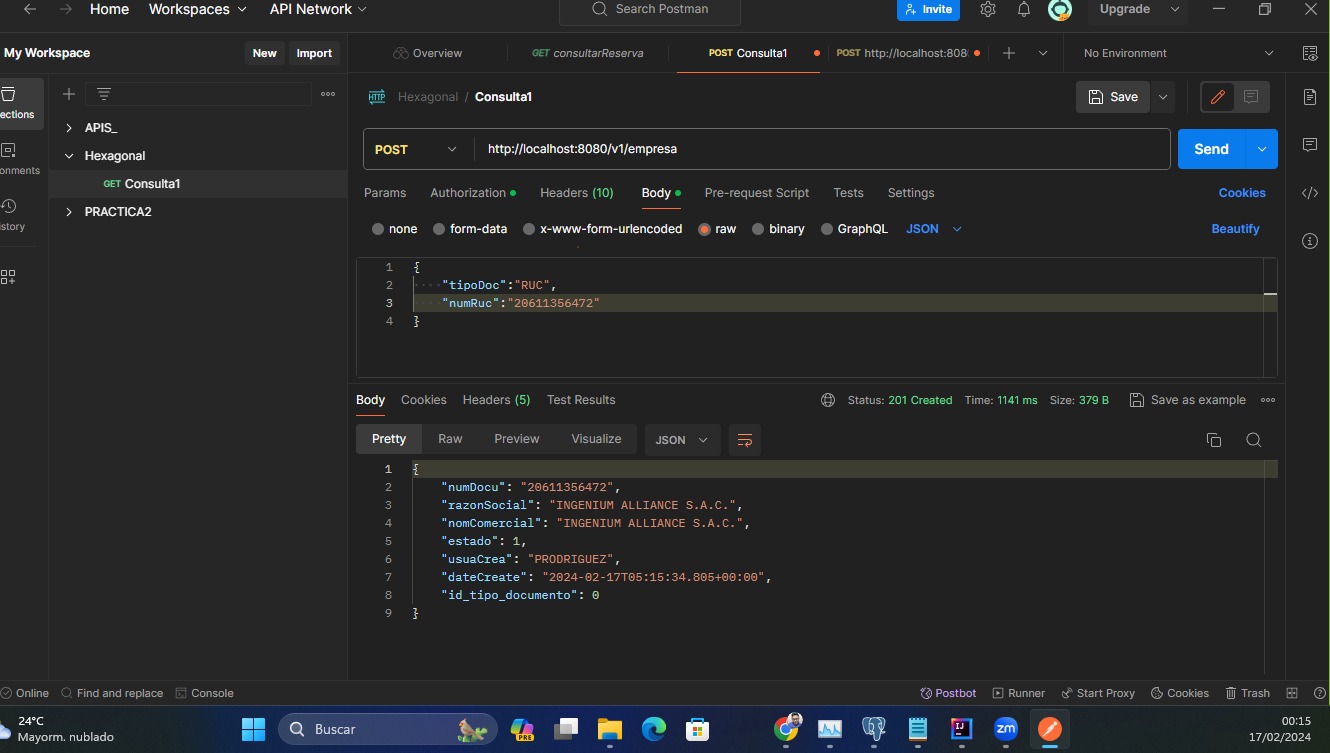 Home Workspaces API Network Search Postman Invite Upgrade
My Workspace New Import Overview GET consultarReserva POST Consulta1 POST http://localhost:808 No Environment
ections
APIS_
Hexagonal
GET Consulta1
PRACTICA2
onments
istory
HTTP Hexagonal / Consulta1 Save
POST http://localhost:8080/v1/empresa Send
Params Authorization Headers (10) Body Pre-request Script Tests Settings Cookies
none form-data x-www-form-urlencoded raw binary GraphQL JSON Beautify
1 {
2 "tipoDoc":"RUC",
3 "numRuc":"20611356472"
4 }
Body Cookies Headers (5) Test Results Status: 201 Created Time: 1141 ms Size: 379 B Save as example
Pretty Raw Preview Visualize JSON
1 {
2 "numDocu": "20611356472",
3 "razonSocial": "INGENIUM ALLIANCE S.A.C.",
4 "nomComercial": "INGENIUM ALLIANCE S.A.C.",
5 "estado": 1,
6 "usuaCrea": "PRODRIGUEZ",
7 "dateCreate": "2024-02-17T05:15:34.805+00:00",
8 "id_tipo_documento": 0
9 }
Online Find and replace Console Postbot Runner Start Proxy Cookies Trash
24°C
Mayorm. nublado
Buscar
PRE
IJ
zm
00:15
17/02/2024